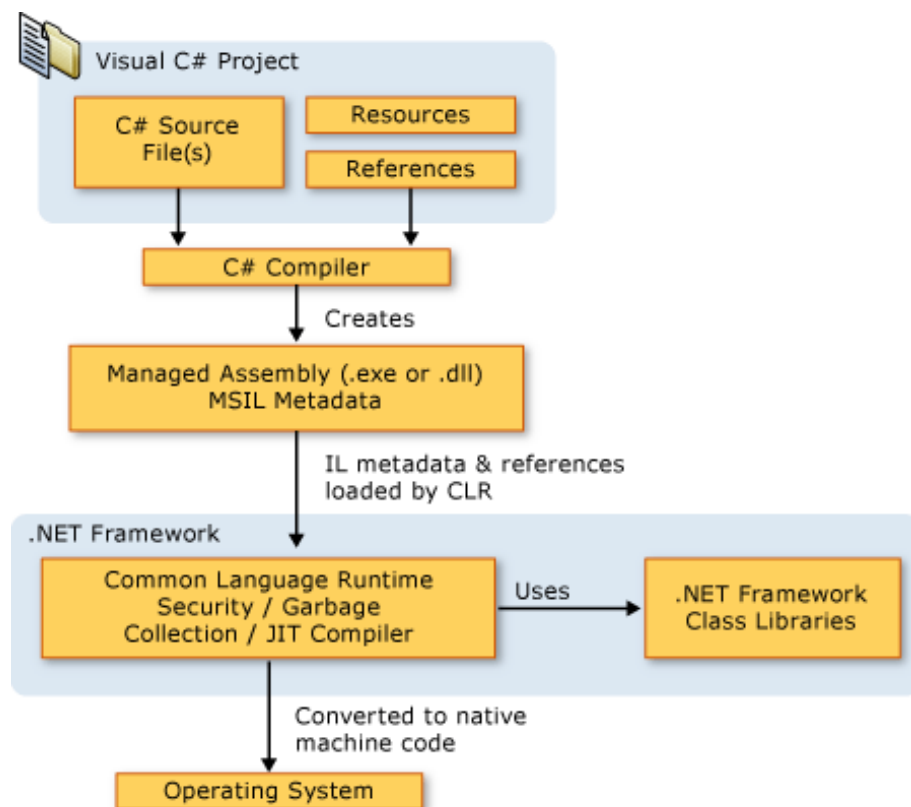 Visual C# Project
C# Source
File(s)
Resources
References
C# Compiler
Creates
Managed Assembly (.exe or .dll)
MSIL Metadata
IL metadata & references
loaded by CLR
.NET Framework
Common Language Runtime
Security / Garbage
Collection / JIT Compiler
Uses
.NET Framework
Class Libraries
Converted to native
machine code
Operating System